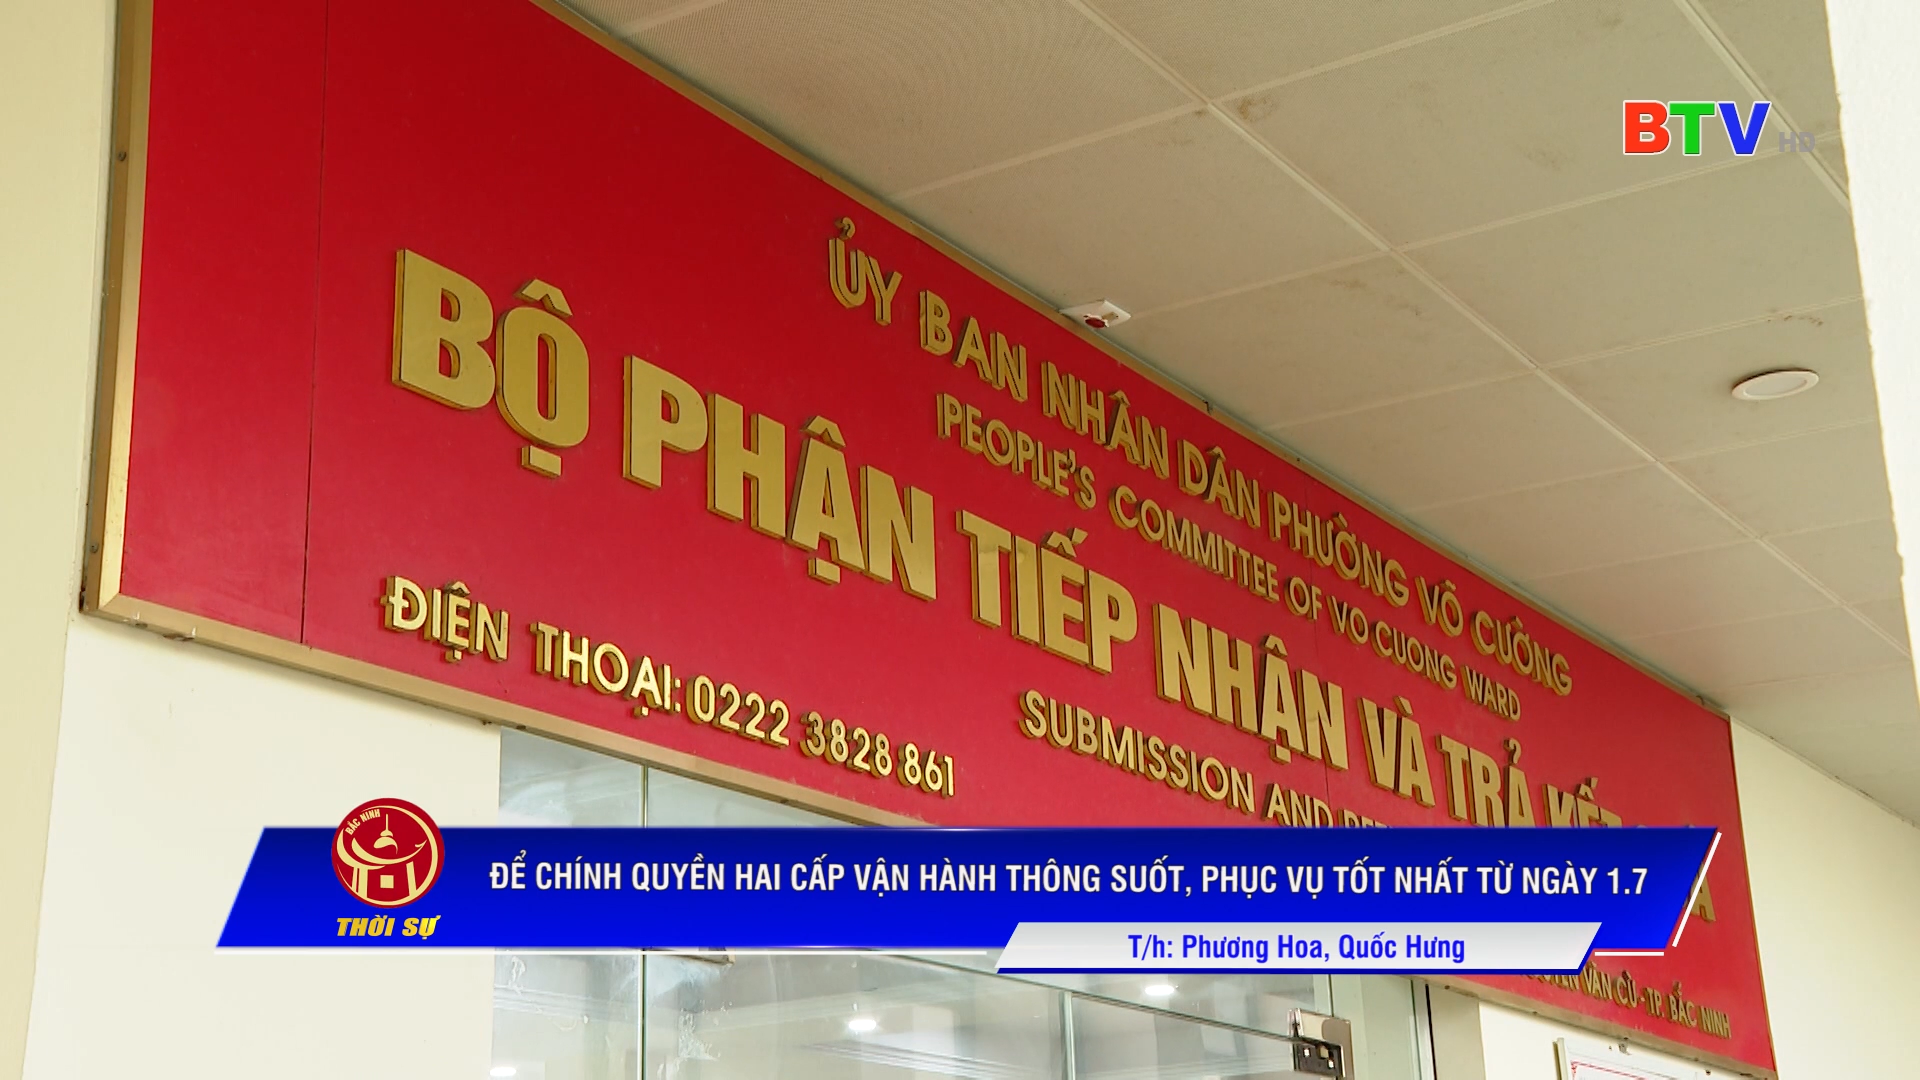 BTV HD
ỦY BAN NHÂN DÂN PHƯỜNG VÕ CƯỜNG
PEOPLE'S COMMITTEE OF VO CUONG WARD
BỘ PHẬN TIẾP NHẬN VÀ TRẢ KẾT
SUBMISSION AND
ĐIỆN THOẠI: 0222 3828 861
BẮC NINH
THỜI SỰ
ĐỂ CHÍNH QUYỀN HAI CẤP VẬN HÀNH THÔNG SUỐT, PHỤC VỤ TỐT NHẤT TỪ NGÀY 1.7
T/h: Phương Hoa, Quốc Hưng
VĂN CỪ - TP. BẮC NINH